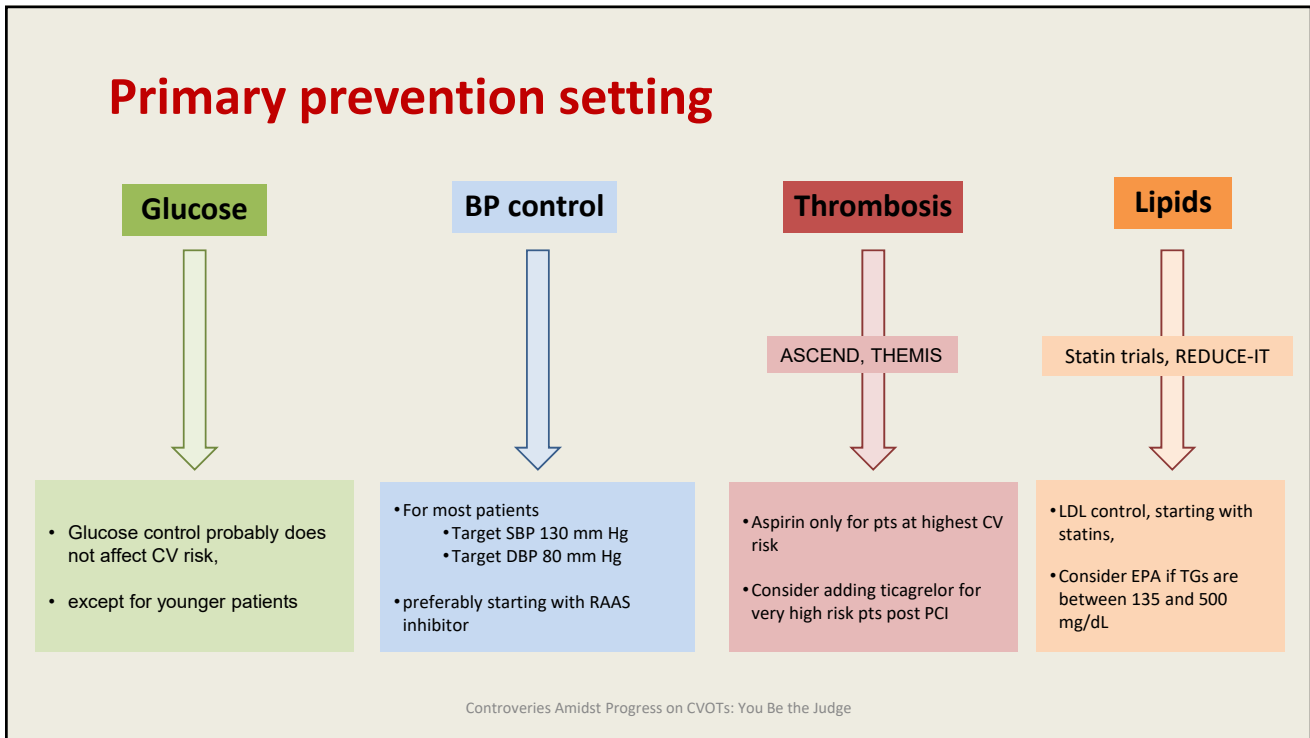 Primary prevention setting
Glucose
BP control
Thrombosis
Lipids
ASCEND, THEMIS
Statin trials, REDUCE-IT
• Glucose control probably does
not affect CV risk,
• except for younger patients
•For most patients
•Target SBP 130 mm Hg
•Target DBP 80 mm Hg
•preferably starting with RAAS
inhibitor
•Aspirin only for pts at highest CV
risk
•Consider adding ticagrelor for
very high risk pts post PCI
•LDL control, starting with
statins,
•Consider EPA if TGs are
between 135 and 500
mg/dL
Controveries Amidst Progress on CVOTs: You Be the Judge